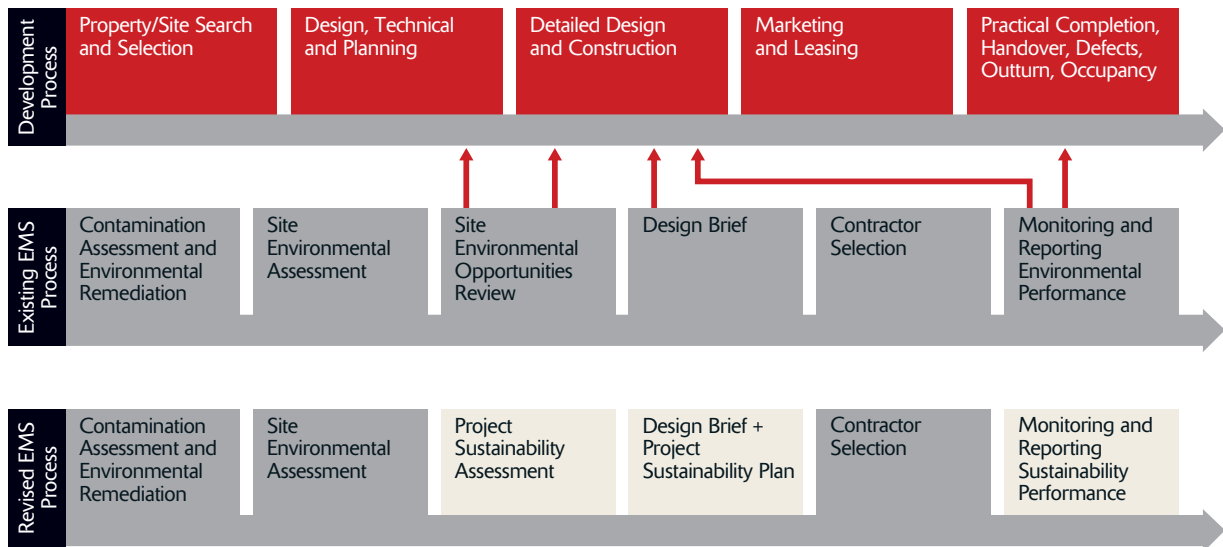 Development
Process
Property/Site Search
and Selection
Design, Technical
and Planning
Detailed Design
and Construction
Marketing
and Leasing
Practical Completion,
Handover, Defects,
Outturn, Occupancy
Existing EMS
Process
Contamination
Assessment and
Environmental
Remediation
Site
Environmental
Assessment
Site
Environmental
Opportunities
Review
Design Brief
Contractor
Selection
Monitoring and
Reporting
Environmental
Performance
Revised EMS
Process
Contamination
Assessment and
Environmental
Remediation
Site
Environmental
Assessment
Project
Sustainability
Assessment
Design Brief +
Project
Sustainability Plan
Contractor
Selection
Monitoring and
Reporting
Sustainability
Performance